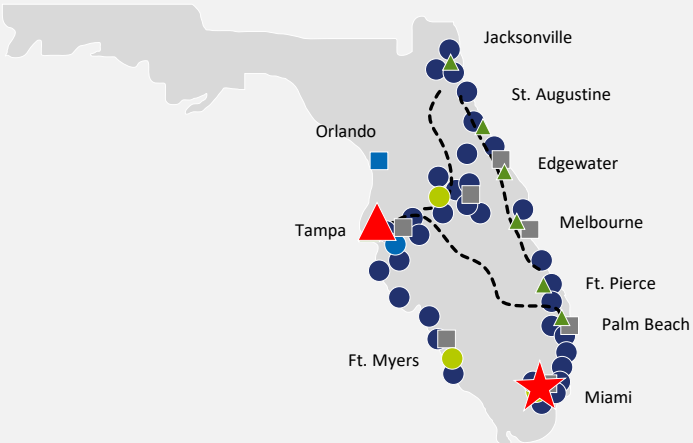 Jacksonville
St. Augustine
Orlando
Edgewater
Melbourne
Tampa
Ft. Pierce
Palm Beach
Ft. Myers
Miami